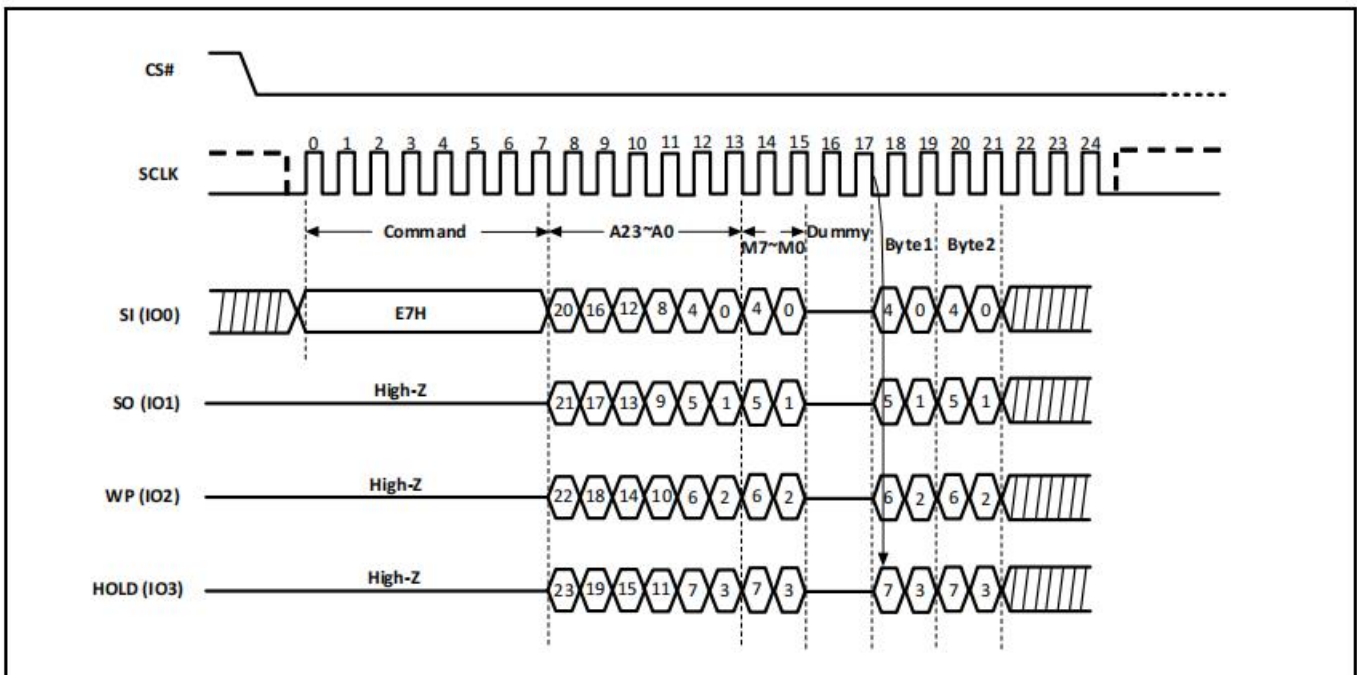 CS#
0 1 2 3 4 5 6 7 8 9 10 11 12 13 14 15 16 17 18 19 20 21 22 23 24
SCLK
Command A23~A0 M7~M0 Dummy Byte1 Byte2
SI (IO0) E7H 20 16 12 8 4 0 4 0 4 0 4 0
High-Z
SO (IO1) 21 17 13 9 5 1 5 1 5 1 5 1
High-Z
WP (IO2) 22 18 14 10 6 2 6 2 6 2 6 2
High-Z
HOLD (IO3) 23 19 15 11 7 3 7 3 7 3 7 3